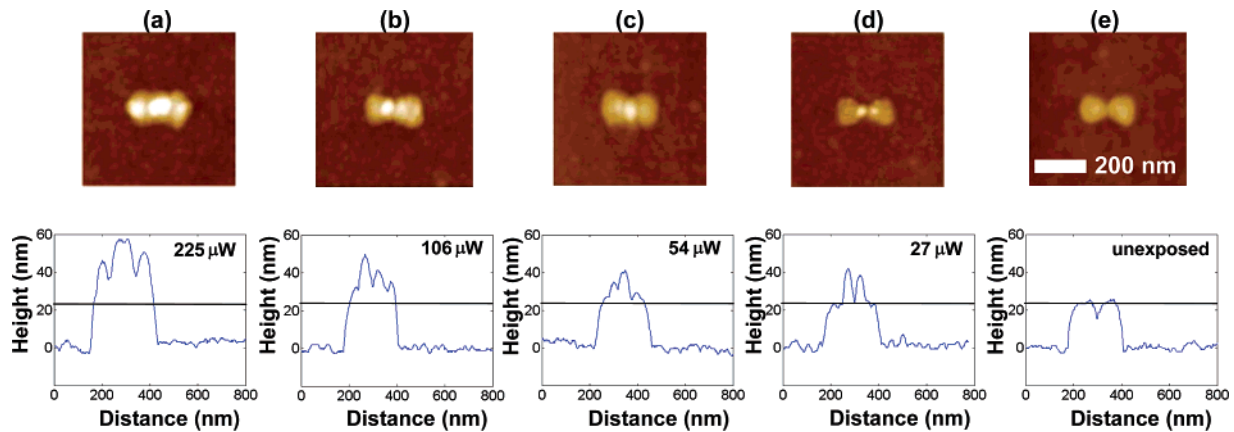 (a) (b) (c) (d) (e)
200 nm
225 μW 106 μW 54 μW 27 μW unexposed
Height (nm) Height (nm) Height (nm) Height (nm) Height (nm)
60 60 60 60 60
40 40 40 40 40
20 20 20 20 20
0 0 0 0 0
0 200 400 600 800 0 200 400 600 800 0 200 400 600 800 0 200 400 600 800 0 200 400 600 800
Distance (nm) Distance (nm) Distance (nm) Distance (nm) Distance (nm)